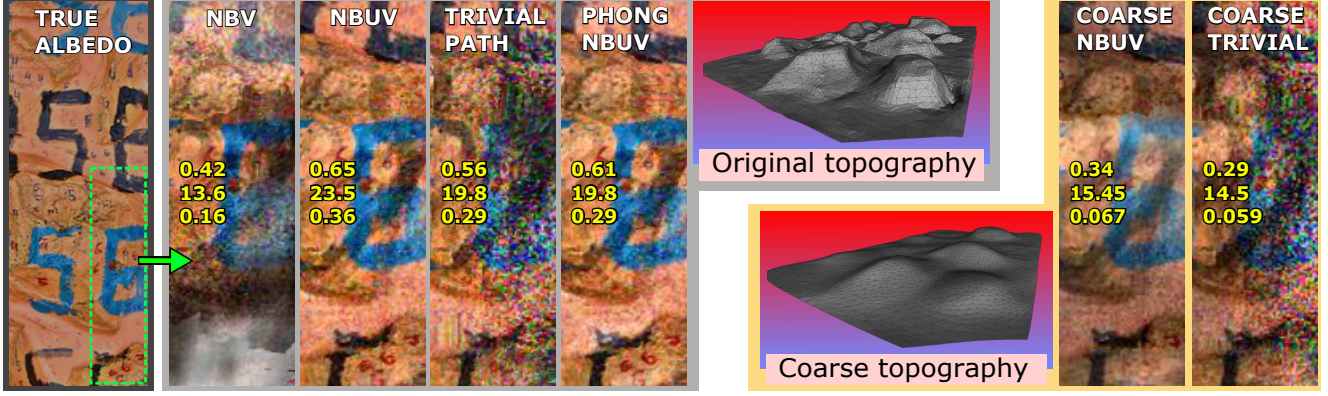 TRUE
ALBEDO
NBV
0.42
13.6
0.16
NBUV
0.65
23.5
0.36
TRIVIAL
PATH
0.56
19.8
0.29
PHONG
NBUV
0.61
19.8
0.29
Original topography
Coarse topography
COARSE
NBUV
0.34
15.45
0.067
COARSE
TRIVIAL
0.29
14.5
0.059
56
56